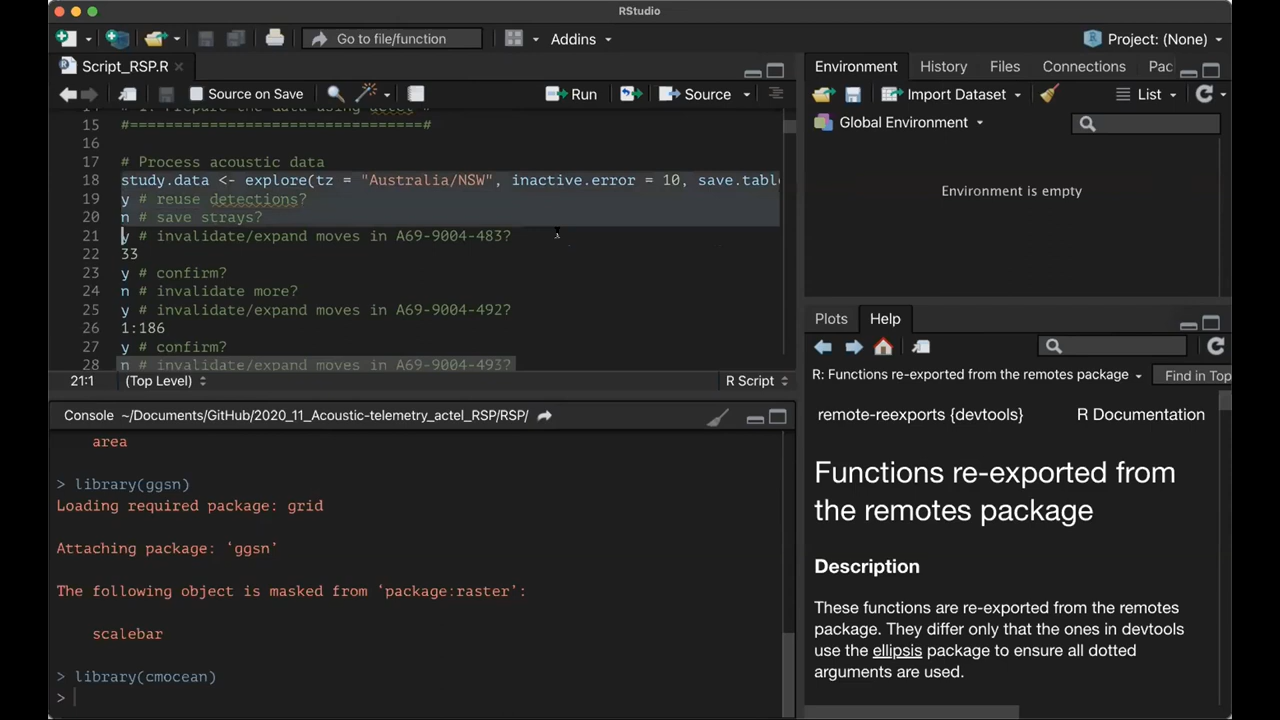 RStudio
Go to file/function
Addins
Project: (None)
Script_RSP.R
Source on Save
Run
Source
15 #=================================#
16
17 # Process acoustic data
18 study.data <- explore(tz = "Australia/NSW", inactive.error = 10, save.tabl
19 y # reuse detections?
20 n # save strays?
21 y # invalidate/expand moves in A69-9004-483?
22 33
23 y # confirm?
24 n # invalidate more?
25 y # invalidate/expand moves in A69-9004-492?
26 1:186
27 y # confirm?
28 n # invalidate/expand moves in A69-9004-493?
21:1 (Top Level) R Script
Console ~/Documents/GitHub/2020_11_Acoustic-telemetry_actel_RSP/RSP/
area
> library(ggsn)
Loading required package: grid
Attaching package: ‘ggsn’
The following object is masked from ‘package:raster’:
scalebar
> library(cmocean)
>
Environment History Files Connections Pac
Import Dataset List
Global Environment
Environment is empty
Plots Help
R: Functions re-exported from the remotes package Find in Top
remote-reexports {devtools} R Documentation
Functions re-exported from
the remotes package
Description
These functions are re-exported from the remotes
package. They differ only that the ones in devtools
use the ellipsis package to ensure all dotted
arguments are used.